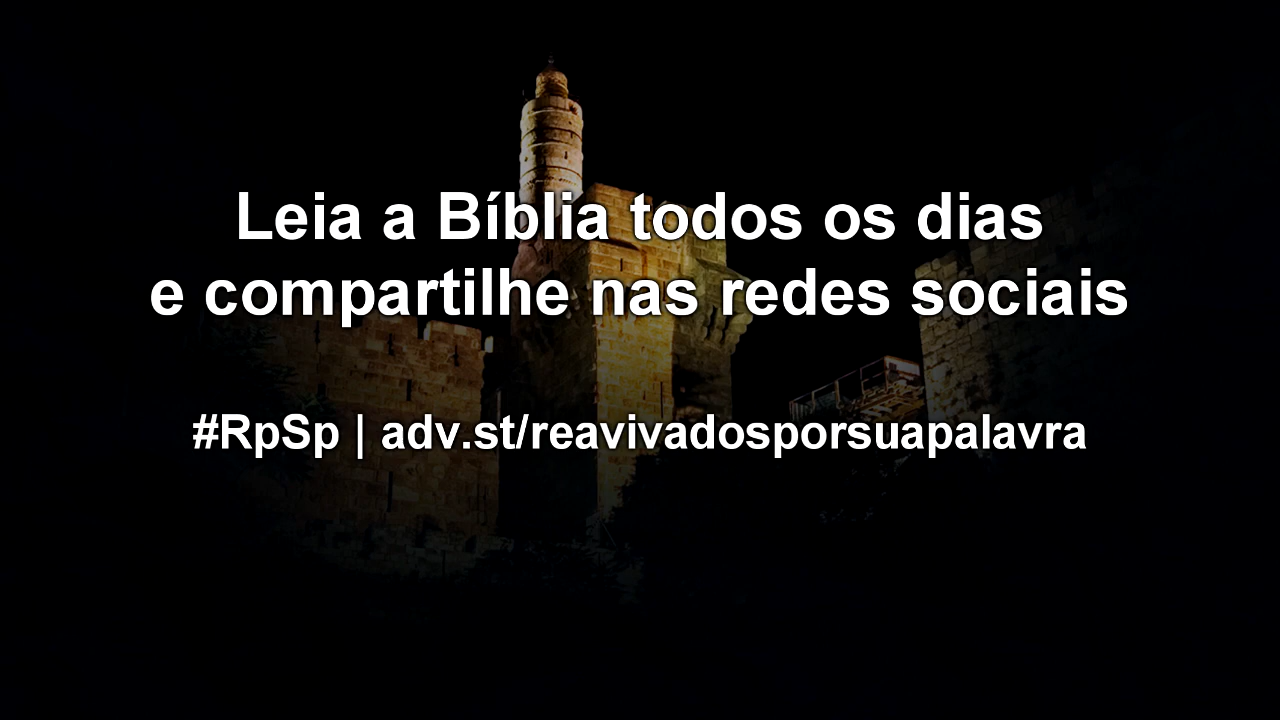 Leia a Bíblia todos os dias
e compartilhe nas redes sociais
#RpSp | adv.st/reavivadosporsuapalavra